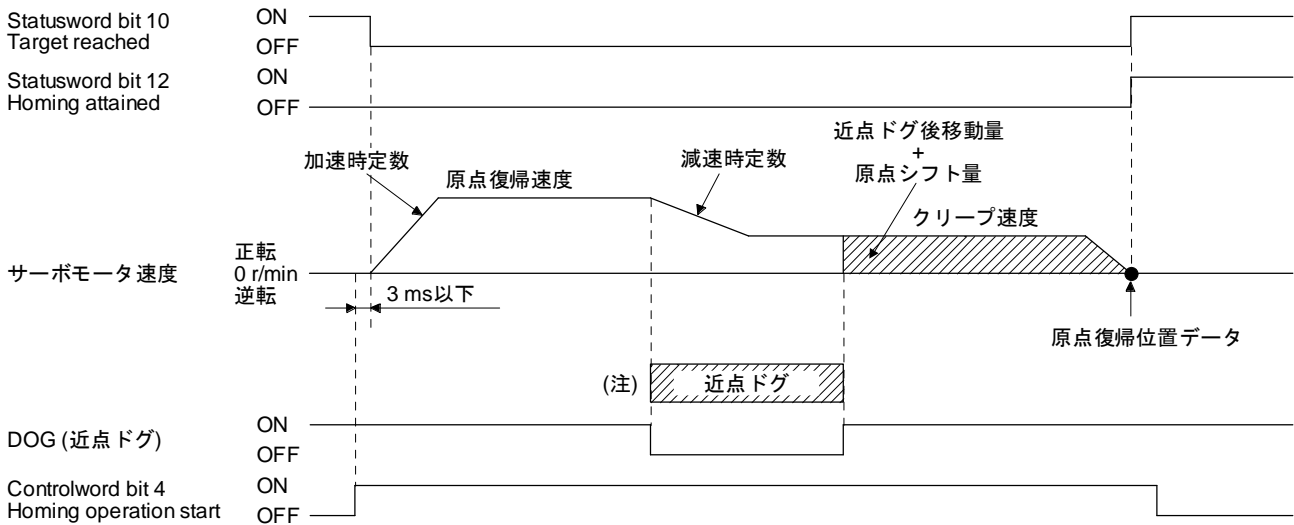 Statusword bit 10
Target reached
ON
OFF
Statusword bit 12
Homing attained
ON
OFF
近点ドグ後移動量
+
原点シフト量
加速時定数
原点復帰速度
減速時定数
クリープ速度
サーボモータ速度
正転
0 r/min
逆転
3 ms以下
原点復帰位置データ
(注)
近点ドグ
DOG (近点ドグ)
ON
OFF
Controlword bit 4
Homing operation start
ON
OFF